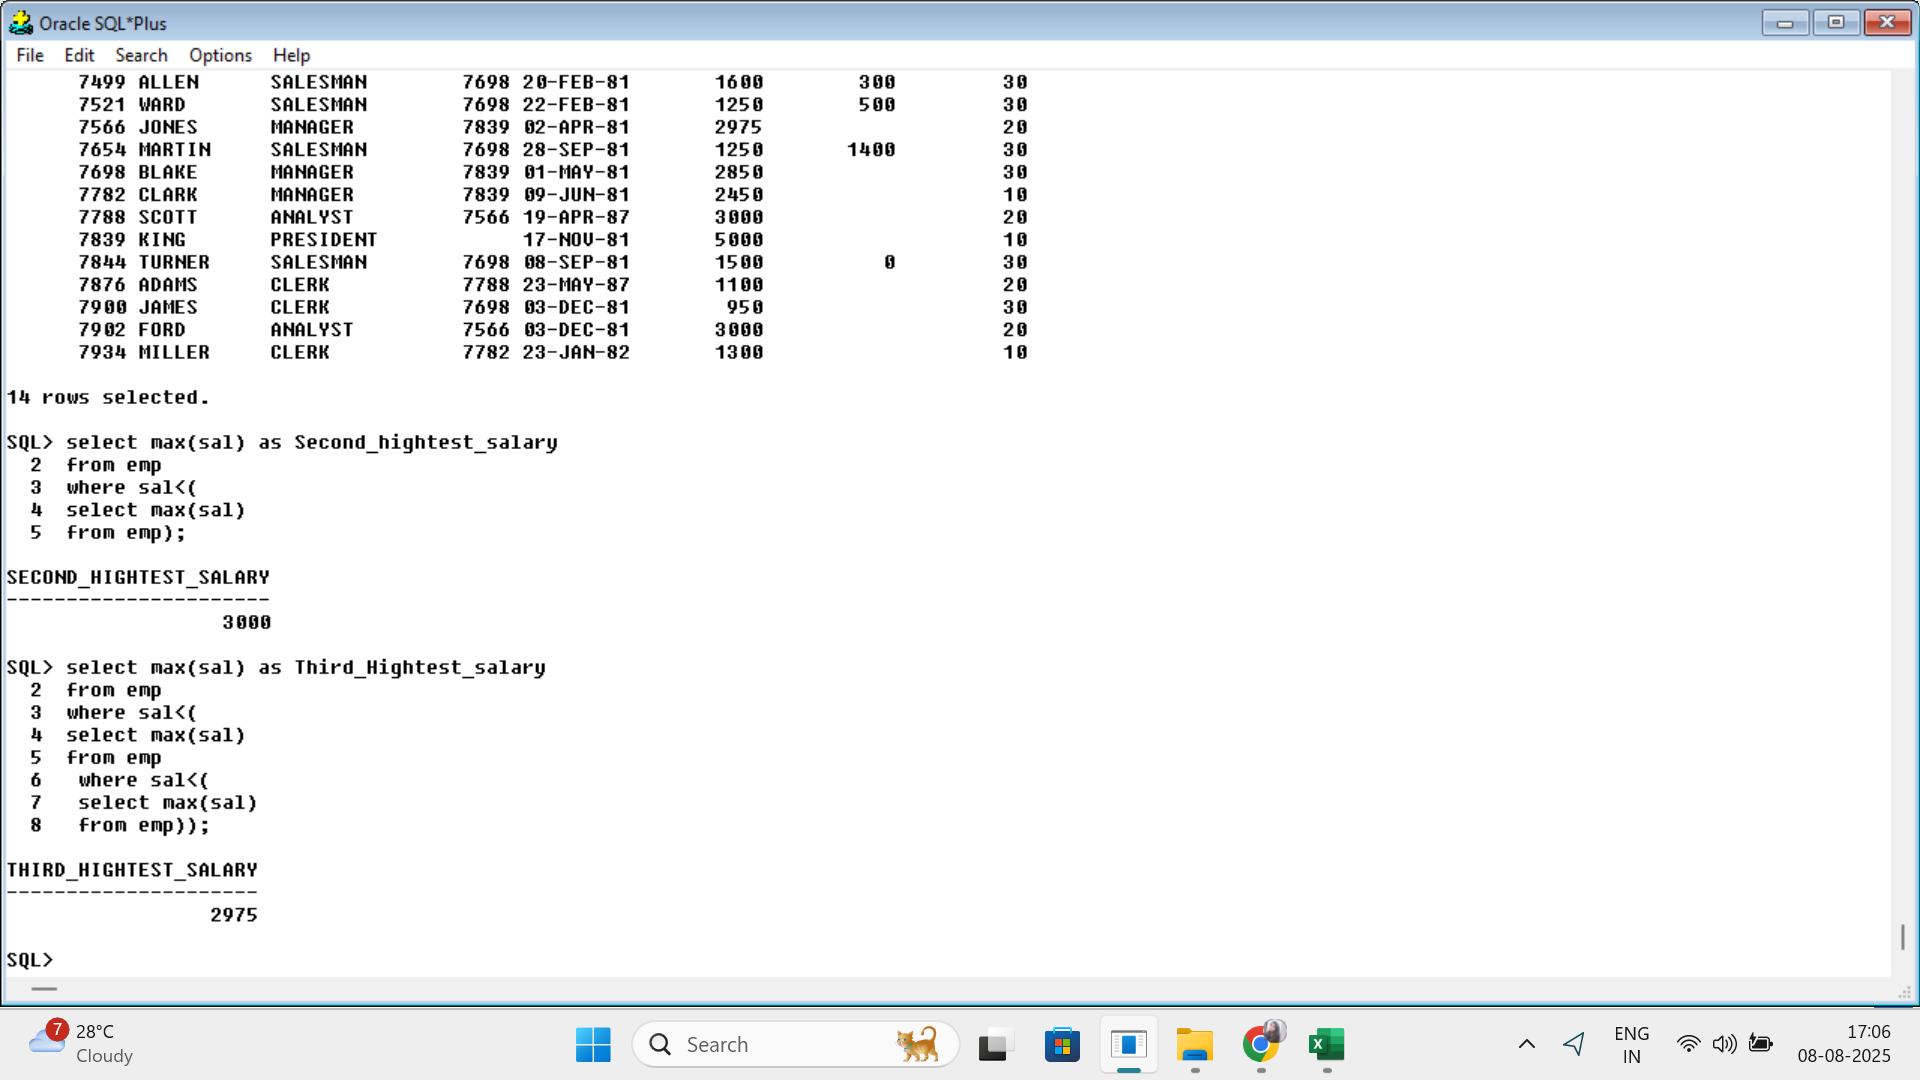 Oracle SQL*Plus
File Edit Search Options Help
7499 ALLEN SALESMAN 7698 20-FEB-81 1600 300 30
7521 WARD SALESMAN 7698 22-FEB-81 1250 500 30
7566 JONES MANAGER 7839 02-APR-81 2975 20
7654 MARTIN SALESMAN 7698 28-SEP-81 1250 1400 30
7698 BLAKE MANAGER 7839 01-MAY-81 2850 30
7782 CLARK MANAGER 7839 09-JUN-81 2450 10
7788 SCOTT ANALYST 7566 19-APR-87 3000 20
7839 KING PRESIDENT 17-NOV-81 5000 10
7844 TURNER SALESMAN 7698 08-SEP-81 1500 0 30
7876 ADAMS CLERK 7788 23-MAY-87 1100 20
7900 JAMES CLERK 7698 03-DEC-81 950 30
7902 FORD ANALYST 7566 03-DEC-81 3000 20
7934 MILLER CLERK 7782 23-JAN-82 1300 10
14 rows selected.
SQL> select max(sal) as Second_hightest_salary
2 from emp
3 where sal<(
4 select max(sal)
5 from emp);
SECOND_HIGHTEST_SALARY
----------------------
3000
SQL> select max(sal) as Third_Hightest_salary
2 from emp
3 where sal<(
4 select max(sal)
5 from emp
6 where sal<(
7 select max(sal)
8 from emp));
THIRD_HIGHTEST_SALARY
---------------------
2975
SQL>
7 28°C
Cloudy
Search
ENG
IN
17:06
08-08-2025